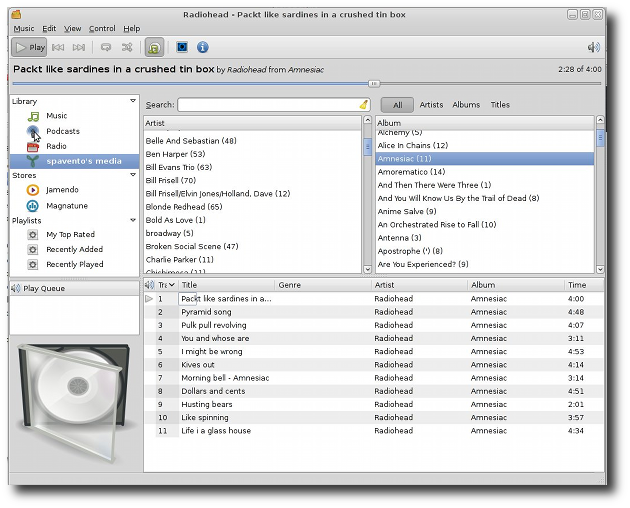 Radiohead - Packt like sardines in a crushed tin box
Music Edit View Control Help
Play
Packt like sardines in a crushed tin box by Radiohead from Amnesiac 2:28 of 4:00
Library
Music
Podcasts
Radio
spavento's media
Stores
Jamendo
Magnatune
Playlists
My Top Rated
Recently Added
Recently Played
Play Queue
Search: All Artists Albums Titles
Artist
Belle And Sebastian (48)
Ben Harper (53)
Bill Evans Trio (63)
Bill Frisell (70)
Bill Frisell/Elvin Jones/Holland, Dave (12)
Blonde Redhead (65)
Bold As Love (1)
broadway (5)
Broken Social Scene (47)
Charlie Parker (11)
Album
Alchemy (5)
Alice In Chains (12)
Amnesiac (11)
Amorematico (14)
And Then There Were Three (1)
And You Will Know Us By the Trail of Dead (8)
Anime Salve (9)
An Orchestrated Rise to Fall (10)
Antenna (3)
Apostrophe (') (8)
Are You Experienced? (9)
Tra Title Genre Artist Album Time
1 Packt like sardines in a... Radiohead Amnesiac 4:00
2 Pyramid song Radiohead Amnesiac 4:48
3 Pulk pull revolving Radiohead Amnesiac 4:07
4 You and whose are Radiohead Amnesiac 3:11
5 I might be wrong Radiohead Amnesiac 4:53
6 Kives out Radiohead Amnesiac 4:14
7 Morning bell - Amnesiac Radiohead Amnesiac 3:14
8 Dollars and cents Radiohead Amnesiac 4:51
9 Husting bears Radiohead Amnesiac 2:01
10 Like spinning Radiohead Amnesiac 3:57
11 Life i a glass house Radiohead Amnesiac 4:34